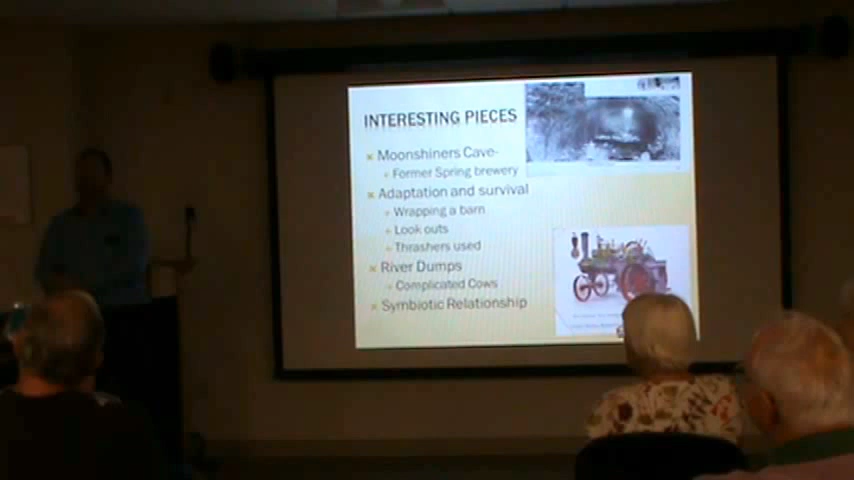 INTERESTING PIECES
Moonshiners Cave-
Former Spring brewery
Adaptation and survival
Wrapping a barn
Look outs
Thrashers used
River Dumps
Complicated Cows
Symbiotic Relationship